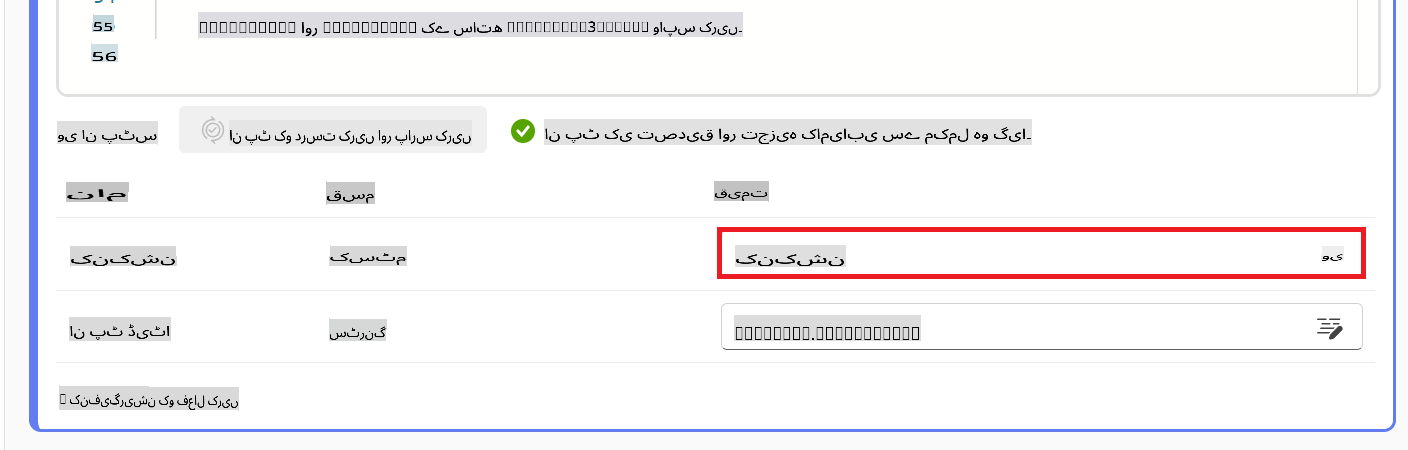 55 اور کے ساتھ 3 واپس کریں۔
56
وی ان پٹس ان پٹ کو درست کریں اور پارس کریں ان پٹ کی تصدیق اور تجزیہ کامیابی سے مکمل ہو گیا۔
نام قسم قیمت
کنکشن کسٹم کنکشن وی
ان پٹ ڈیٹا سٹرنگ
کنفیگریشن کو فعال کریں